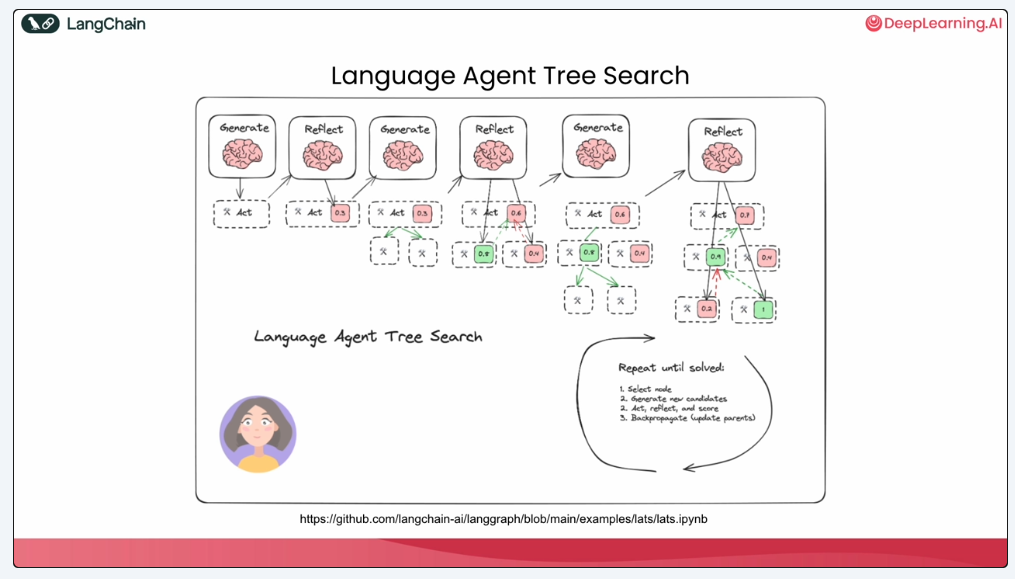 LangChain
DeepLearning.AI
Language Agent Tree Search
Generate
Reflect
Generate
Reflect
Generate
Reflect
Act
Act 0.3
Act 0.3
Act 0.6
Act 0.6
Act 0.7
0.8
0.4
0.8
0.4
0.9
0.4
0.2
1
Language Agent Tree Search
Repeat until solved:
1. Select node
2. Generate new candidates
2. Act, reflect, and score
3. Backpropagate (update parents)
https://github.com/langchain-ai/langgraph/blob/main/examples/lats/lats.ipynb